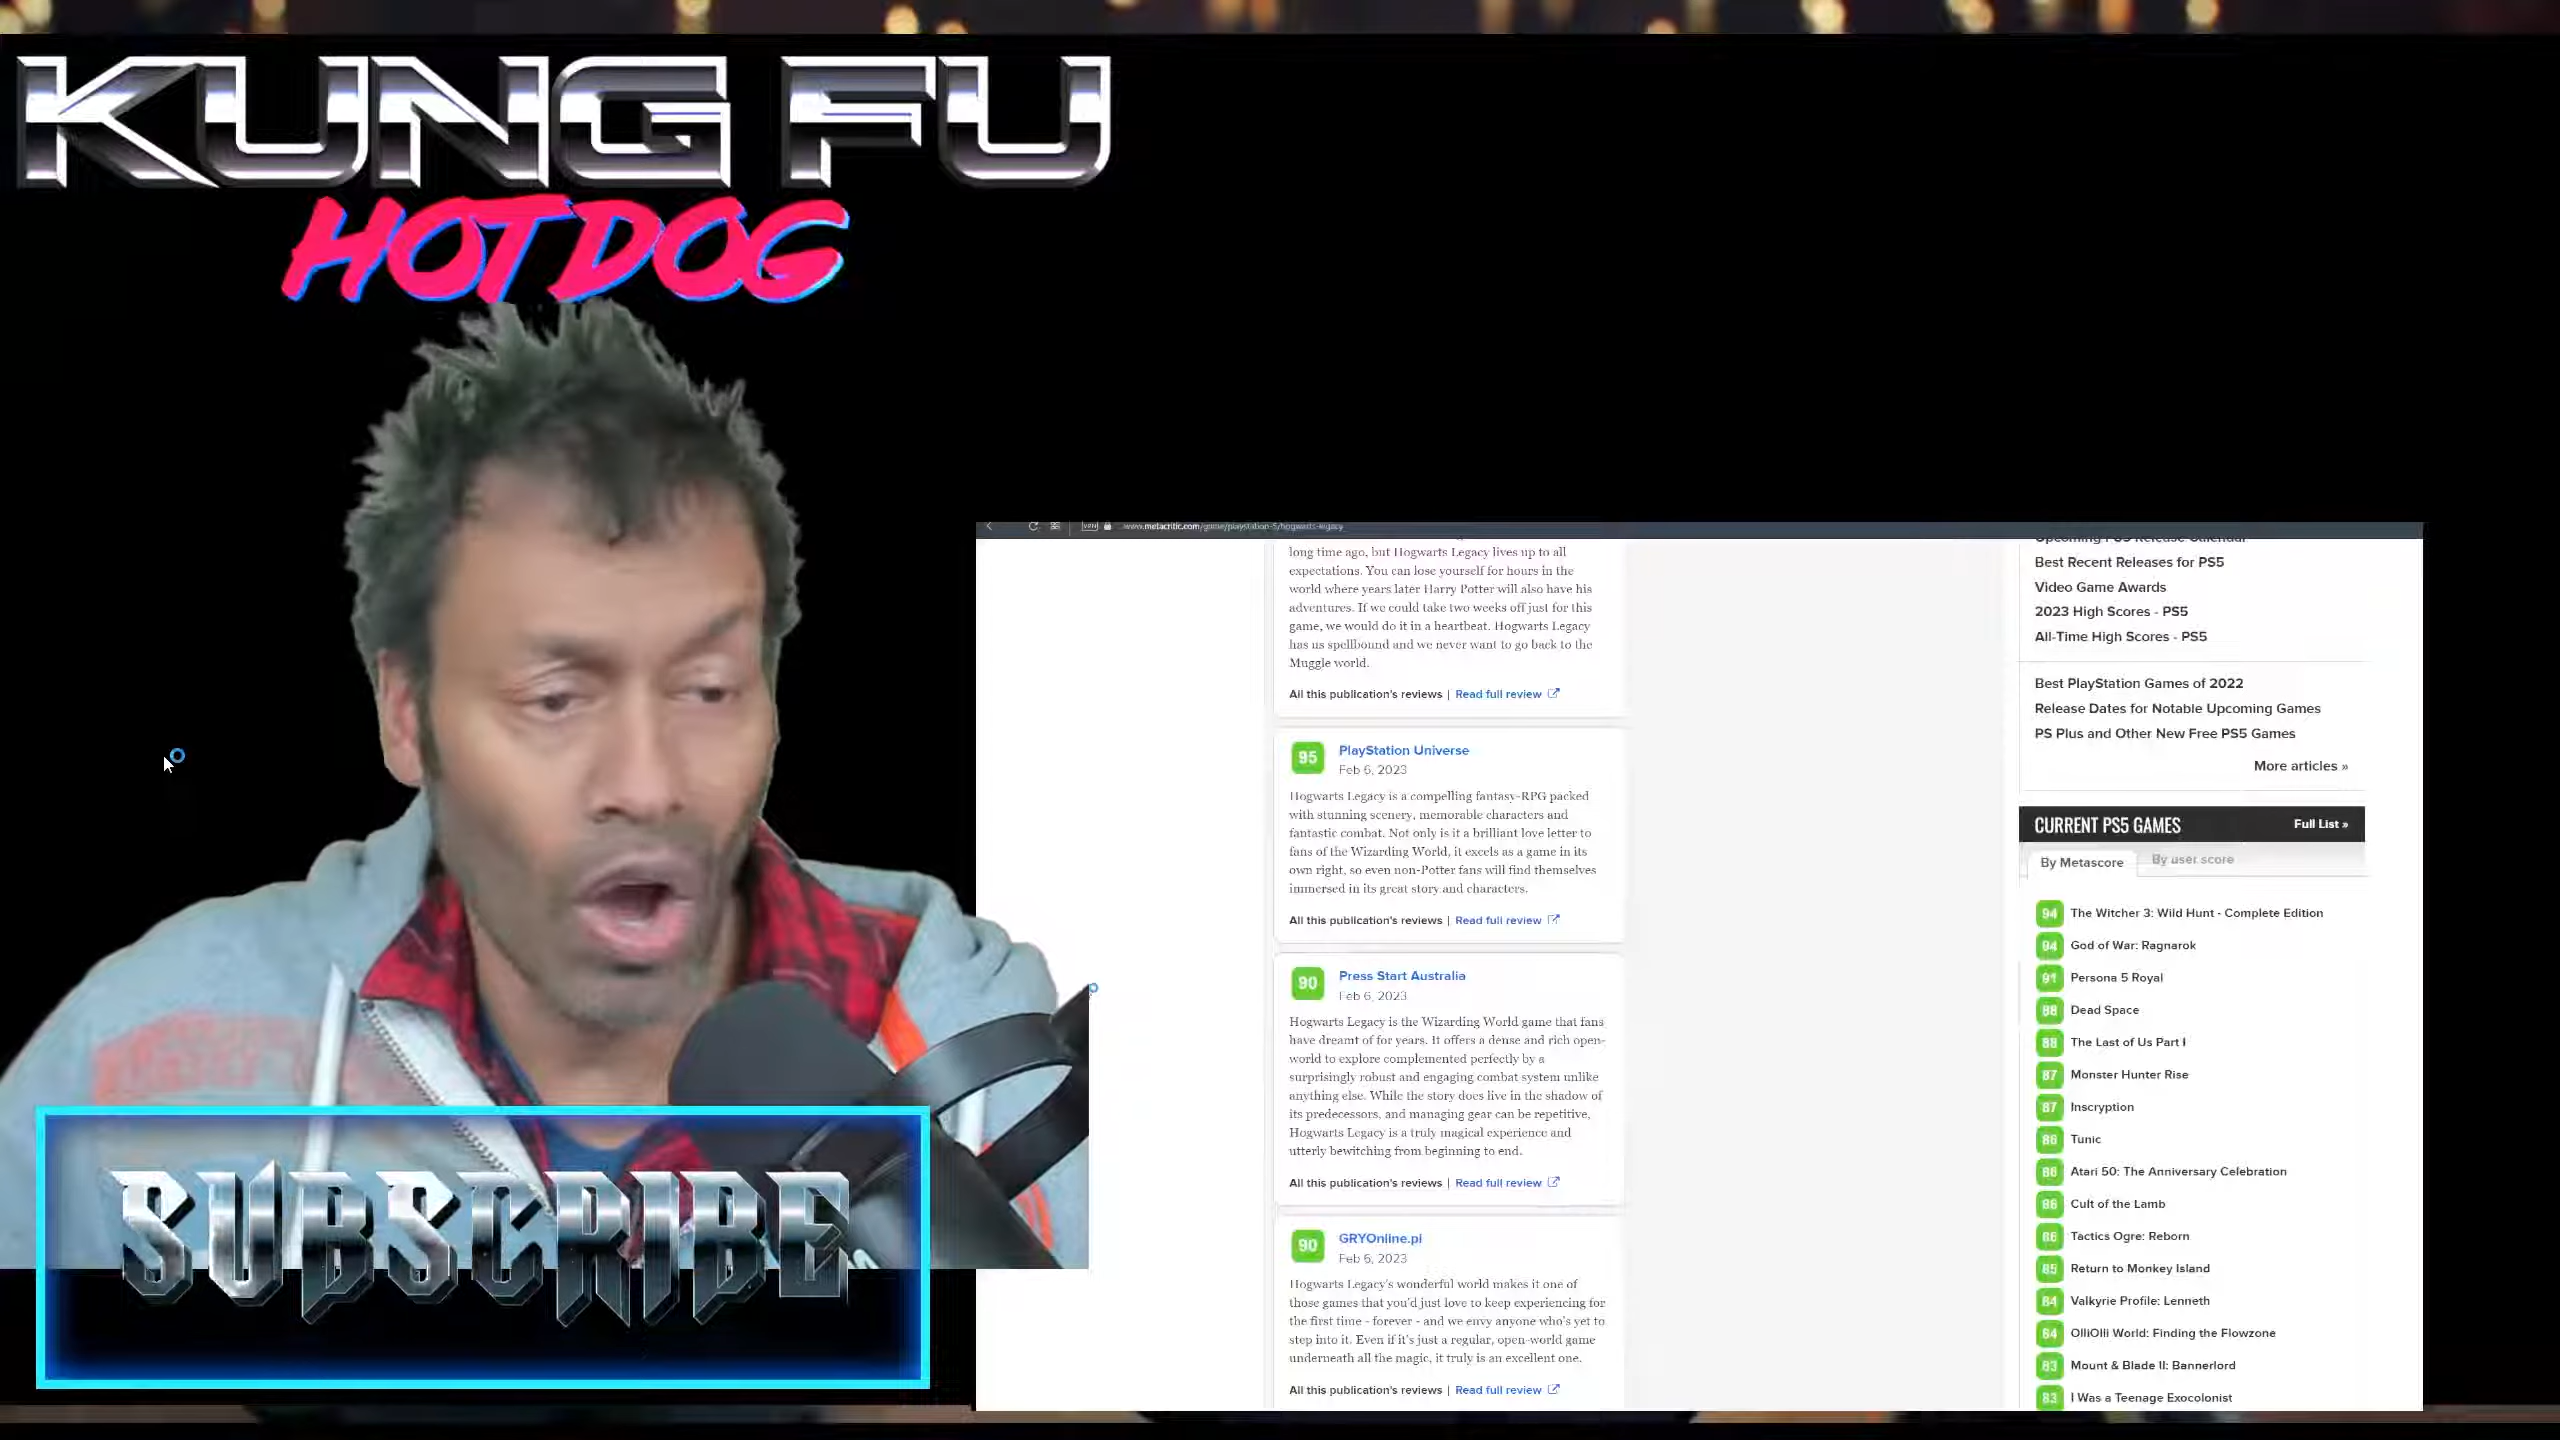 KUNG FU
HOTDOG
SUBSCRIBE
VPN
www.metacritic.com/game/playstation-5/hogwarts-legacy
long time ago, but Hogwarts Legacy lives up to all
expectations. You can lose yourself for hours in the
world where years later Harry Potter will also have his
adventures. If we could take two weeks off just for this
game, we would do it in a heartbeat. Hogwarts Legacy
has us spellbound and we never want to go back to the
Muggle world.
All this publication's reviews | Read full review
95
PlayStation Universe
Feb 6, 2023
Hogwarts Legacy is a compelling fantasy-RPG packed
with stunning scenery, memorable characters and
fantastic combat. Not only is it a brilliant love letter to
fans of the Wizarding World, it excels as a game in its
own right, so even non-Potter fans will find themselves
immersed in its great story and characters.
All this publication's reviews | Read full review
90
Press Start Australia
Feb 6, 2023
Hogwarts Legacy is the Wizarding World game that fans
have dreamt of for years. It offers a dense and rich open-
world to explore complemented perfectly by a
surprisingly robust and engaging combat system unlike
anything else. While the story does live in the shadow of
its predecessors, and managing gear can be repetitive,
Hogwarts Legacy is a truly magical experience and
utterly bewitching from beginning to end.
All this publication's reviews | Read full review
90
GRYOnline.pl
Feb 6, 2023
Hogwarts Legacy's wonderful world makes it one of
those games that you'd just love to keep experiencing for
the first time - forever - and we envy anyone who's yet to
step into it. Even if it's just a regular, open-world game
underneath all the magic, it truly is an excellent one.
All this publication's reviews | Read full review
Upcoming PS5 Release Calendar
Best Recent Releases for PS5
Video Game Awards
2023 High Scores - PS5
All-Time High Scores - PS5
Best PlayStation Games of 2022
Release Dates for Notable Upcoming Games
PS Plus and Other New Free PS5 Games
More articles »
CURRENT PS5 GAMES Full List »
By Metascore By user score
94 The Witcher 3: Wild Hunt - Complete Edition
94 God of War: Ragnarok
91 Persona 5 Royal
88 Dead Space
88 The Last of Us Part I
87 Monster Hunter Rise
87 Inscryption
86 Tunic
86 Atari 50: The Anniversary Celebration
86 Cult of the Lamb
86 Tactics Ogre: Reborn
85 Return to Monkey Island
84 Valkyrie Profile: Lenneth
84 OlliOlli World: Finding the Flowzone
83 Mount & Blade II: Bannerlord
83 I Was a Teenage Exocolonist